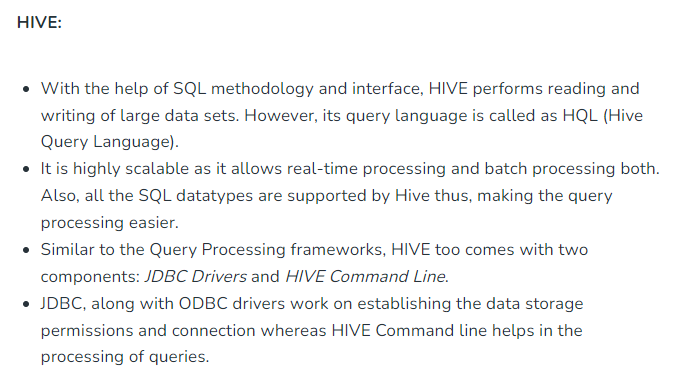 HIVE:
With the help of SQL methodology and interface, HIVE performs reading and
writing of large data sets. However, its query language is called as HQL (Hive
Query Language).
It is highly scalable as it allows real-time processing and batch processing both.
Also, all the SQL datatypes are supported by Hive thus, making the query
processing easier.
Similar to the Query Processing frameworks, HIVE too comes with two
components: JDBC Drivers and HIVE Command Line.
JDBC, along with ODBC drivers work on establishing the data storage
permissions and connection whereas HIVE Command line helps in the
processing of queries.